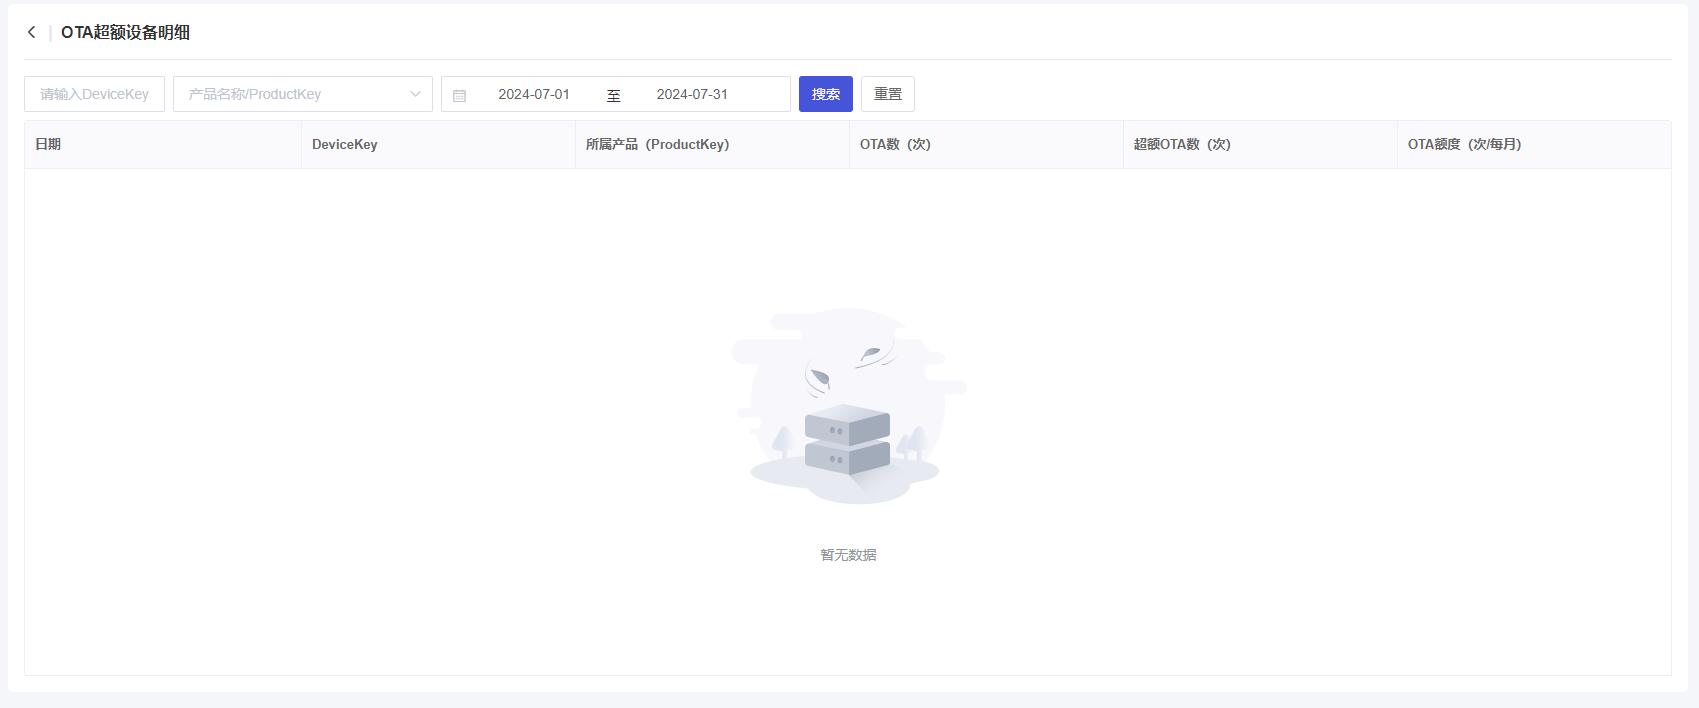 OTA超额设备明细
请输入DeviceKey 产品名称/ProductKey 2024-07-01 至 2024-07-31 搜索 重置
日期 DeviceKey 所属产品（ProductKey） OTA数（次） 超额OTA数（次） OTA额度（次/每月）
暂无数据